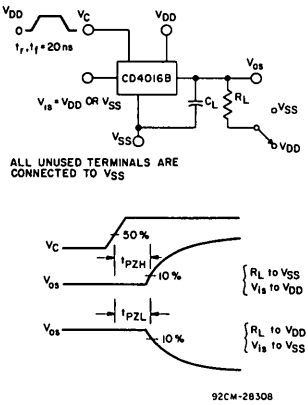 VDD
0
tr, tf = 20 ns
VC
VDD
CD4016B
Vis = VDD OR VSS
CL
RL
Vos
VSS
VSS
VDD
ALL UNUSED TERMINALS ARE
CONNECTED TO VSS
VC
50 %
tPZH
10 %
Vos
RL to VSS
Vis to VDD
Vos
tPZL
10 %
RL to VDD
Vis to VSS
92CM-28308